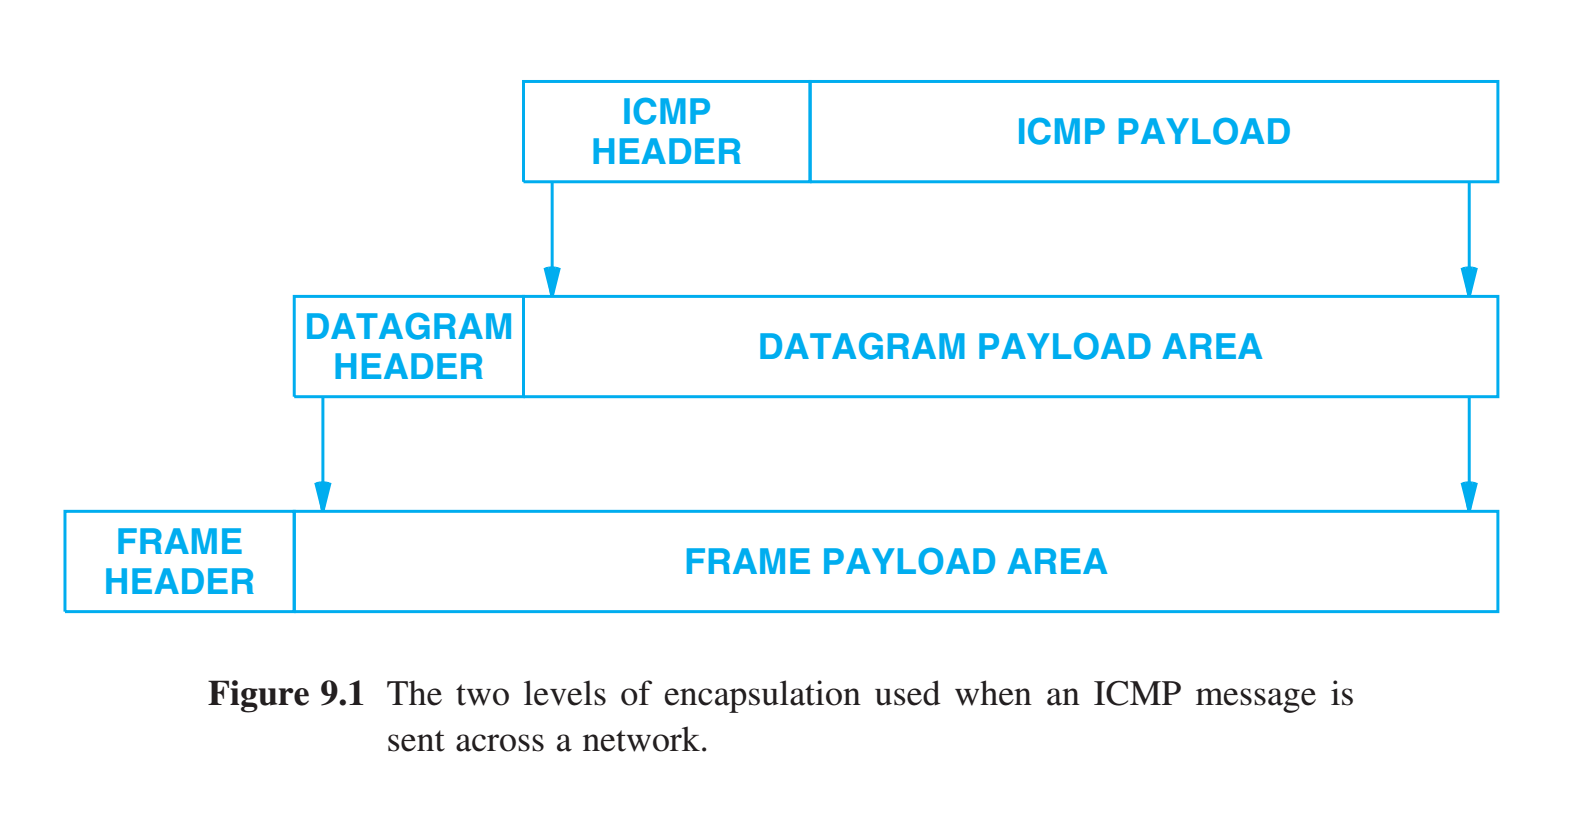 ICMP
HEADER
ICMP PAYLOAD
DATAGRAM
HEADER
DATAGRAM PAYLOAD AREA
FRAME
HEADER
FRAME PAYLOAD AREA
Figure 9.1 The two levels of encapsulation used when an ICMP message is
sent across a network.